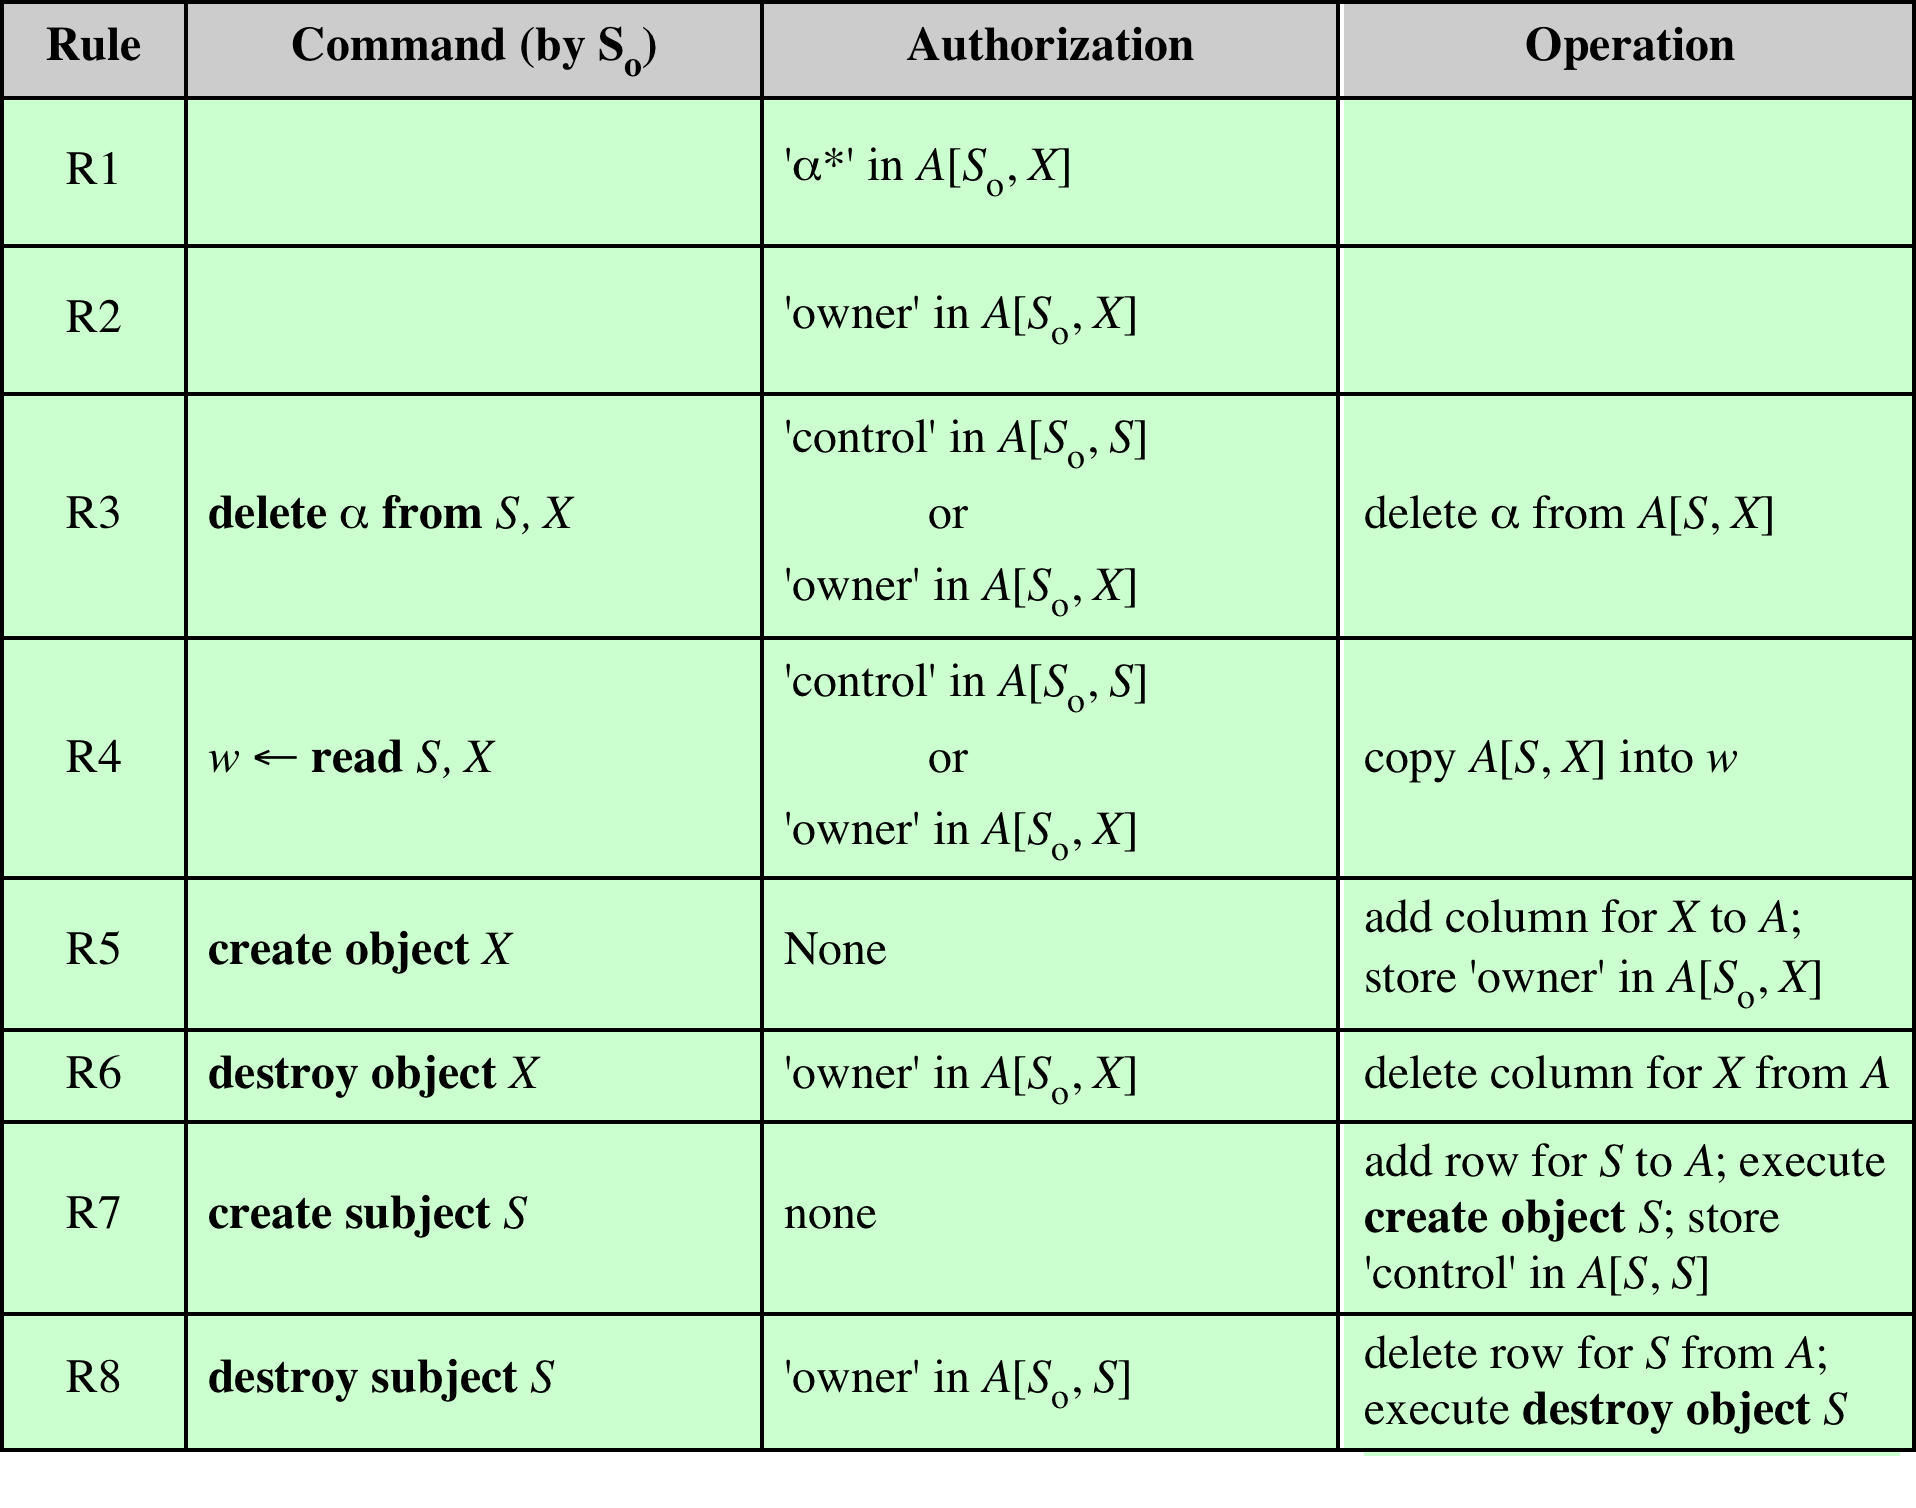 Rule Command (by So) Authorization Operation
R1 'α*' in A[So, X]
R2 'owner' in A[So, X]
R3 delete α from S, X 'control' in A[So, S]
or
'owner' in A[So, X] delete α from A[S, X]
R4 w ← read S, X 'control' in A[So, S]
or
'owner' in A[So, X] copy A[S, X] into w
R5 create object X None add column for X to A;
store 'owner' in A[So, X]
R6 destroy object X 'owner' in A[So, X] delete column for X from A
R7 create subject S none add row for S to A; execute
create object S; store
'control' in A[S, S]
R8 destroy subject S 'owner' in A[So, S] delete row for S from A;
execute destroy object S